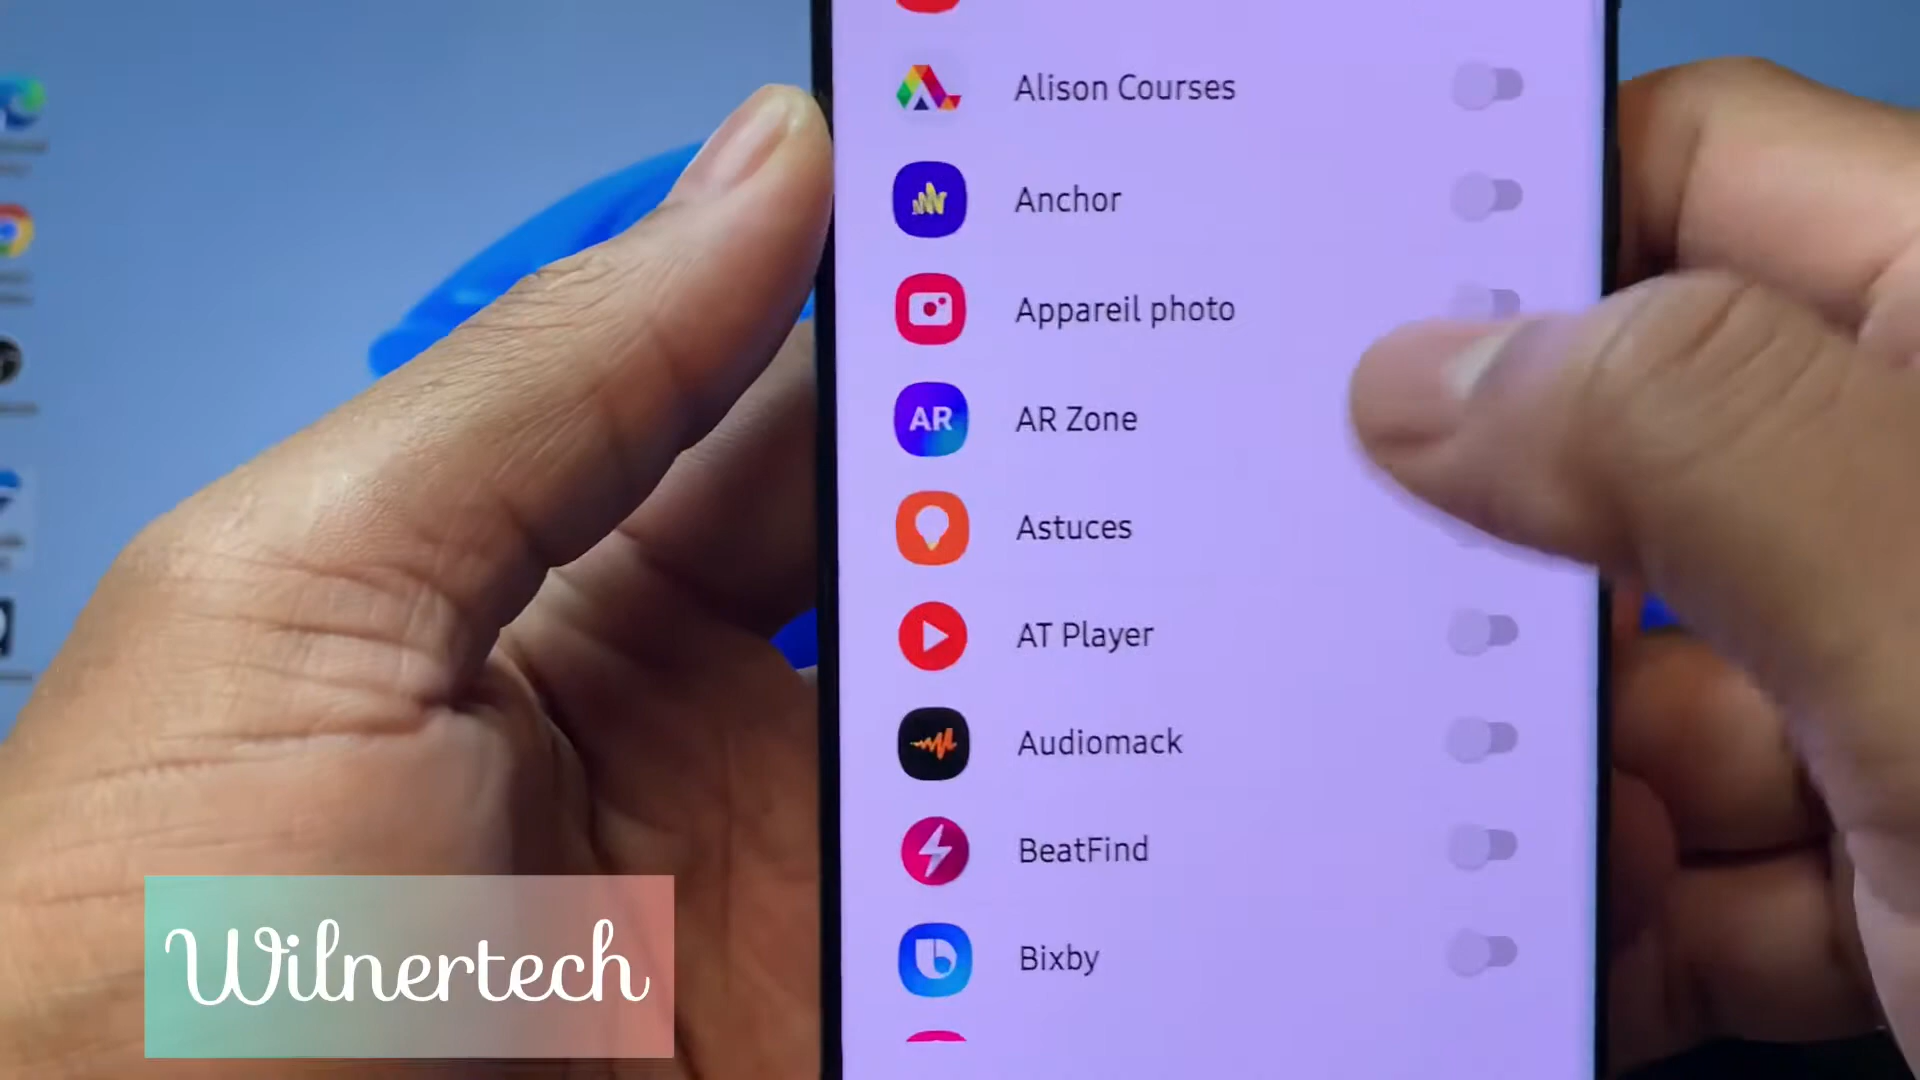 Alison Courses
Anchor
Appareil photo
AR
AR Zone
Astuces
AT Player
Audiomack
BeatFind
Bixby
Wilnertech